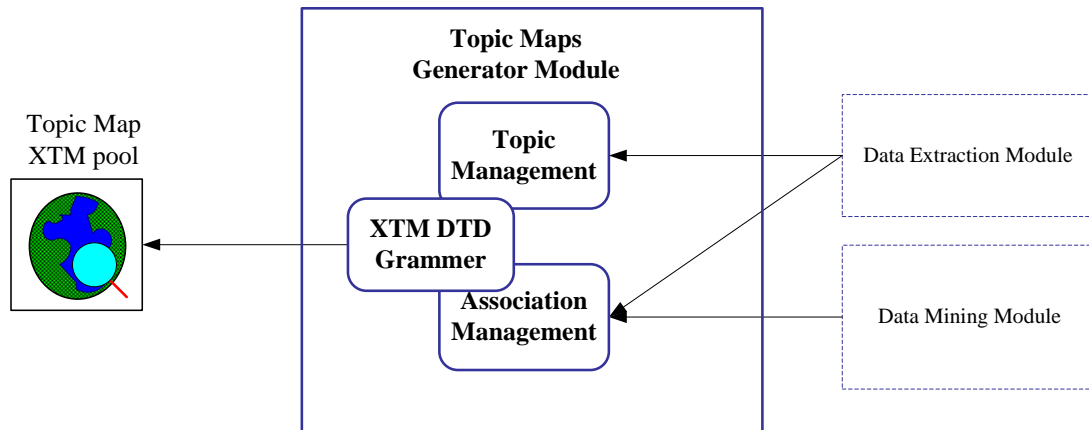 Topic Maps
Generator Module
Topic Map
XTM pool
Topic
Management
XTM DTD
Grammer
Association
Management
Data Extraction Module
Data Mining Module